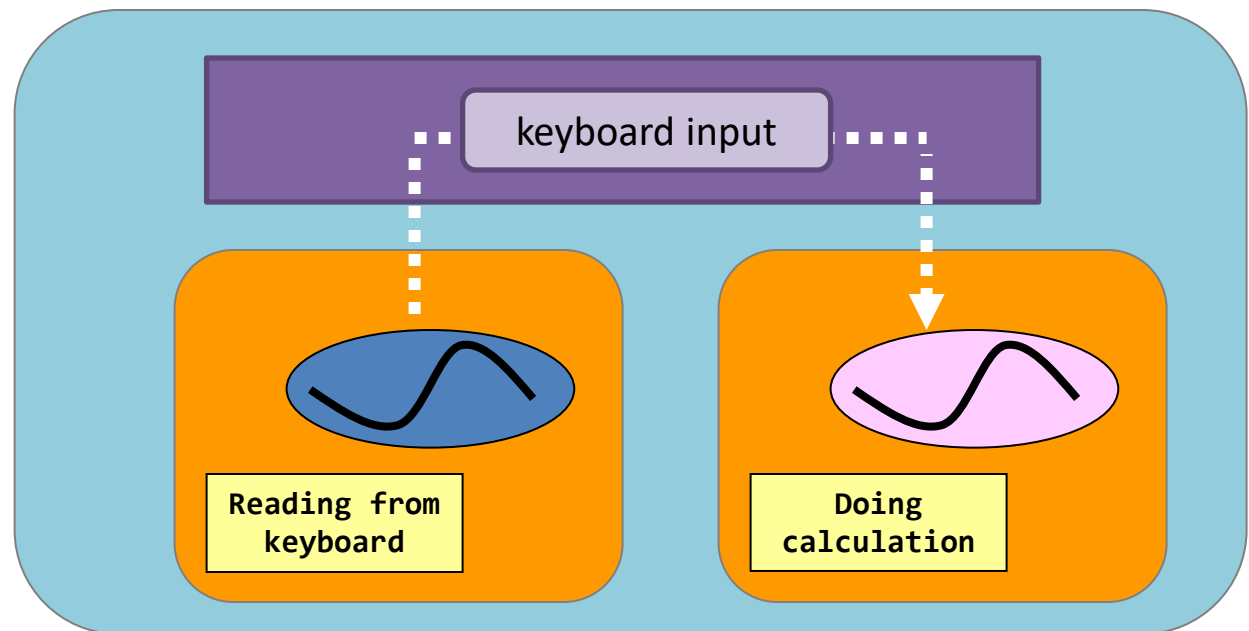 keyboard input
Reading from
keyboard
Doing
calculation